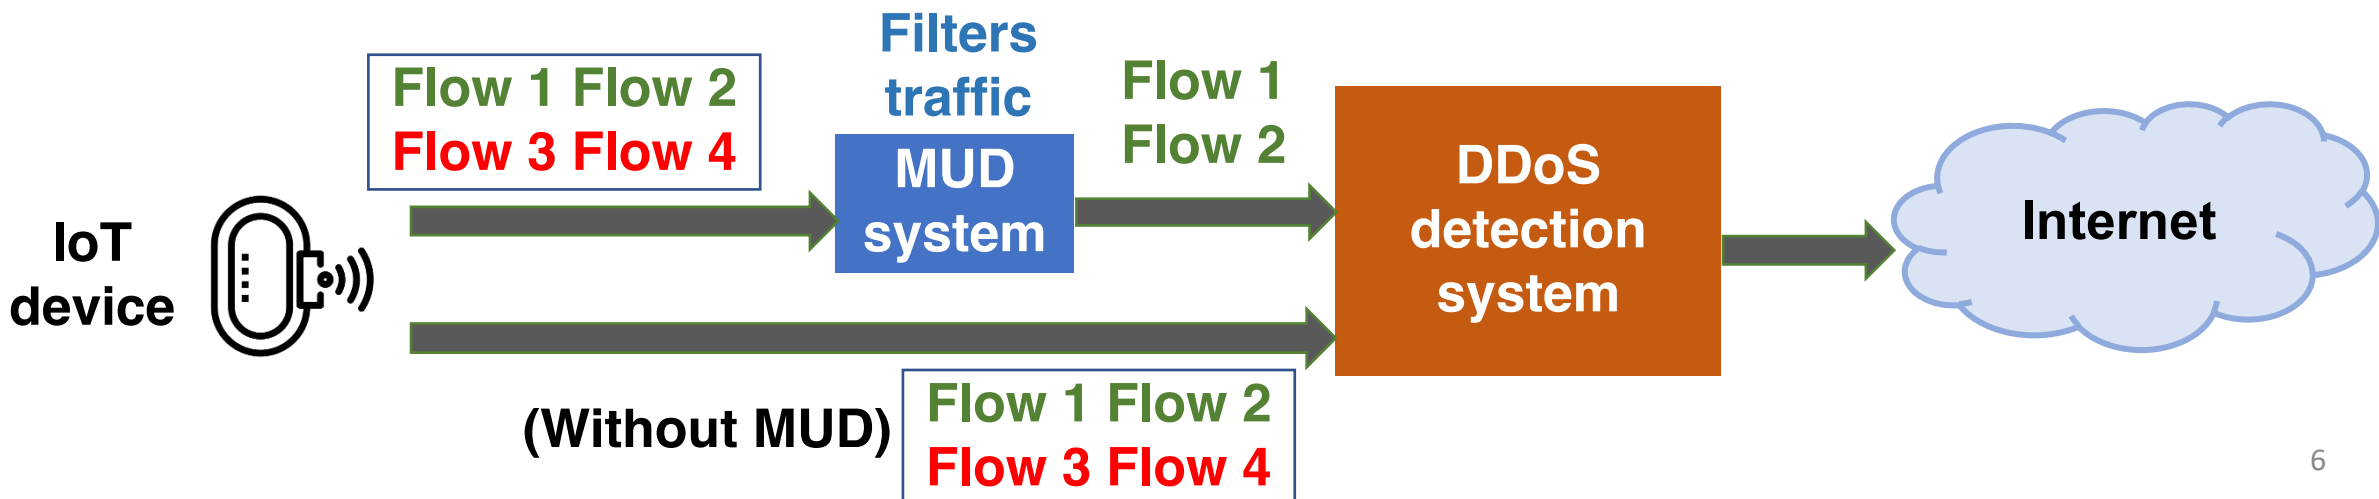 Filters
traffic
Flow 1 Flow 2
Flow 3 Flow 4
Flow 1
Flow 2
MUD
system
DDoS
detection
system
Internet
IoT
device
(Without MUD)
Flow 1 Flow 2
Flow 3 Flow 4
6